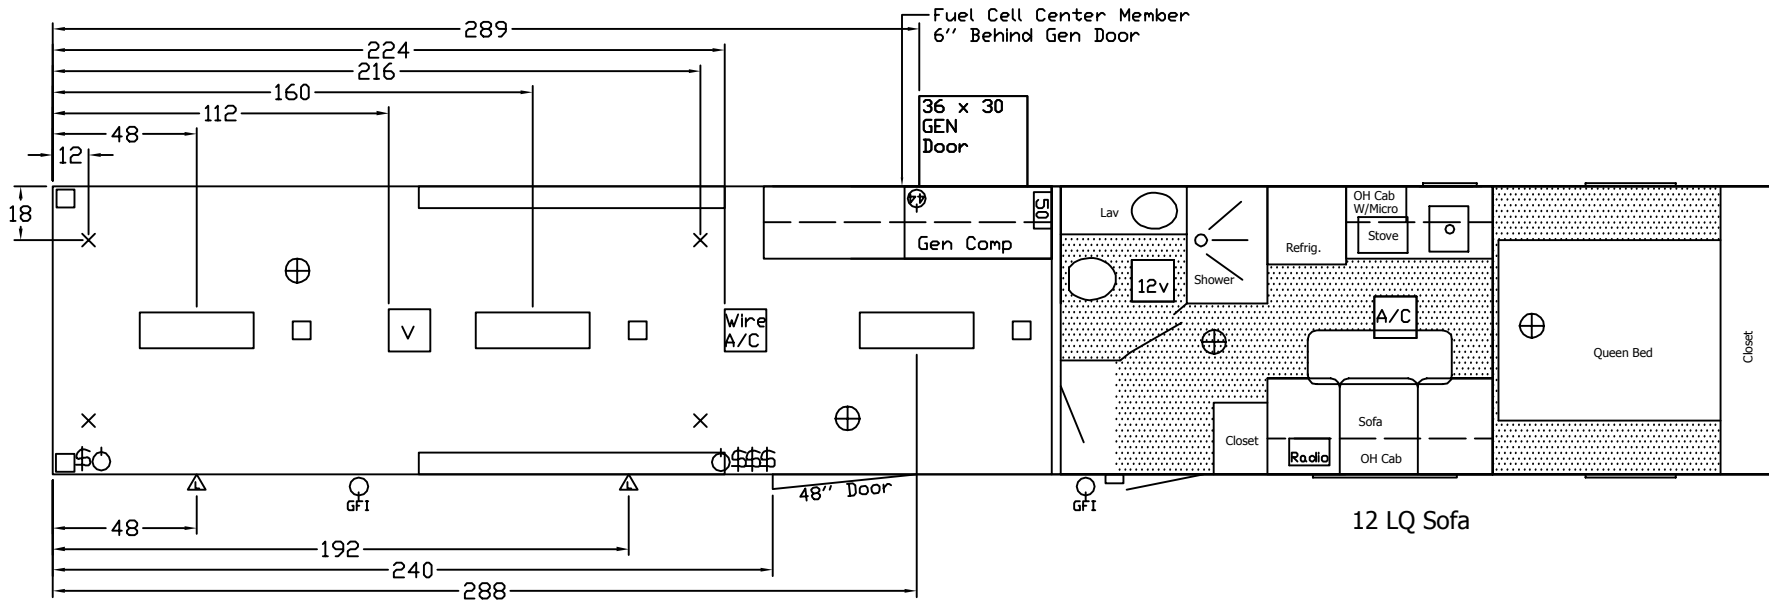 289
Fuel Cell Center Member
6'' Behind Gen Door
224
216
160
112
48
12
18
36 x 30
GEN
Door
50
Gen Comp
Lav
12v
Shower
Refrig.
OH Cab
W/Micro
Stove
A/C
V
Wire
A/C
Queen Bed
Closet
Closet
Sofa
Radio
OH Cab
$
$$$
L
L
GFI
48'' Door
GFI
12 LQ Sofa
48
192
240
288